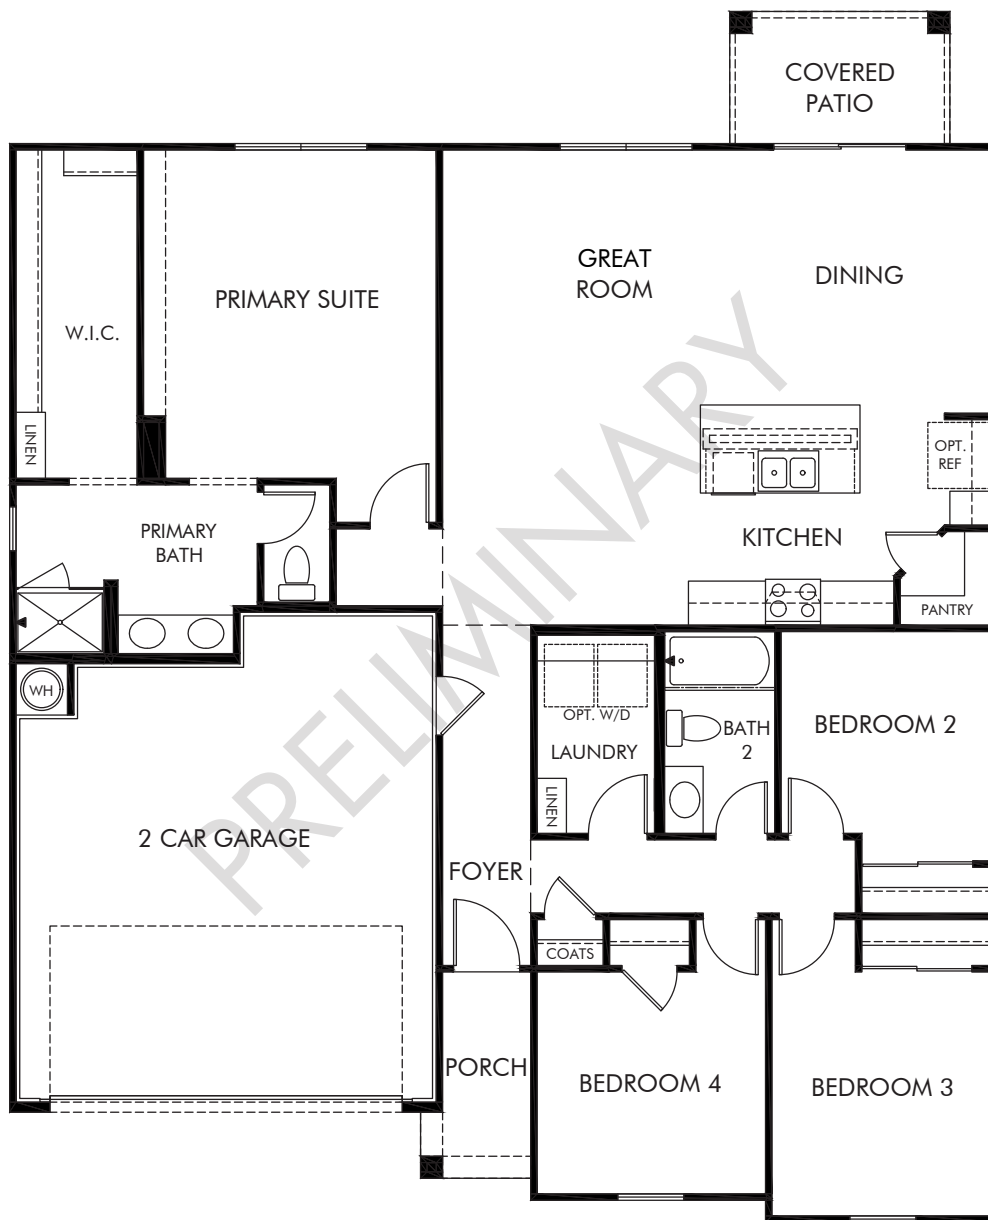 COVERED
PATIO
GREAT
ROOM
DINING
PRIMARY SUITE
W.I.C.
LINEN
OPT.
REF
PRIMARY
BATH
KITCHEN
PANTRY
WH
OPT. W/D
LAUNDRY
LINEN
BATH
2
BEDROOM 2
2 CAR GARAGE
FOYER
COATS
PORCH
BEDROOM 4
BEDROOM 3
PRELIMINARY